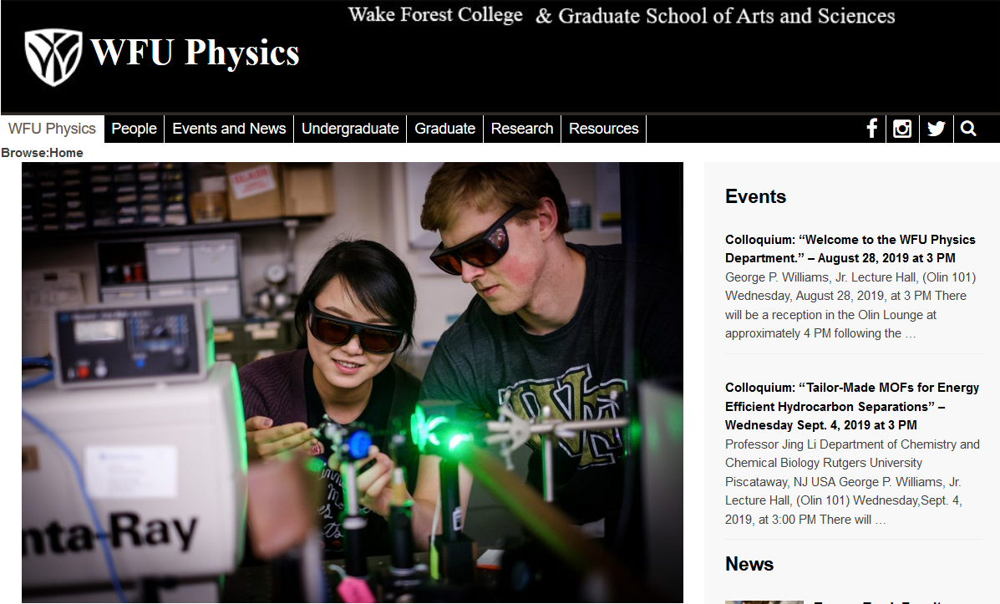 Wake Forest College & Graduate School of Arts and Sciences
WFU Physics
WFU Physics People Events and News Undergraduate Graduate Research Resources
Browse:Home
nta-Ray
Events
Colloquium: “Welcome to the WFU Physics
Department.” – August 28, 2019 at 3 PM
George P. Williams, Jr. Lecture Hall, (Olin 101)
Wednesday, August 28, 2019, at 3 PM There
will be a reception in the Olin Lounge at
approximately 4 PM following the …
Colloquium: “Tailor-Made MOFs for Energy
Efficient Hydrocarbon Separations” –
Wednesday Sept. 4, 2019 at 3 PM
Professor Jing Li Department of Chemistry and
Chemical Biology Rutgers University
Piscataway, NJ USA George P. Williams, Jr.
Lecture Hall, (Olin 101) Wednesday,Sept. 4,
2019, at 3:00 PM There will …
News